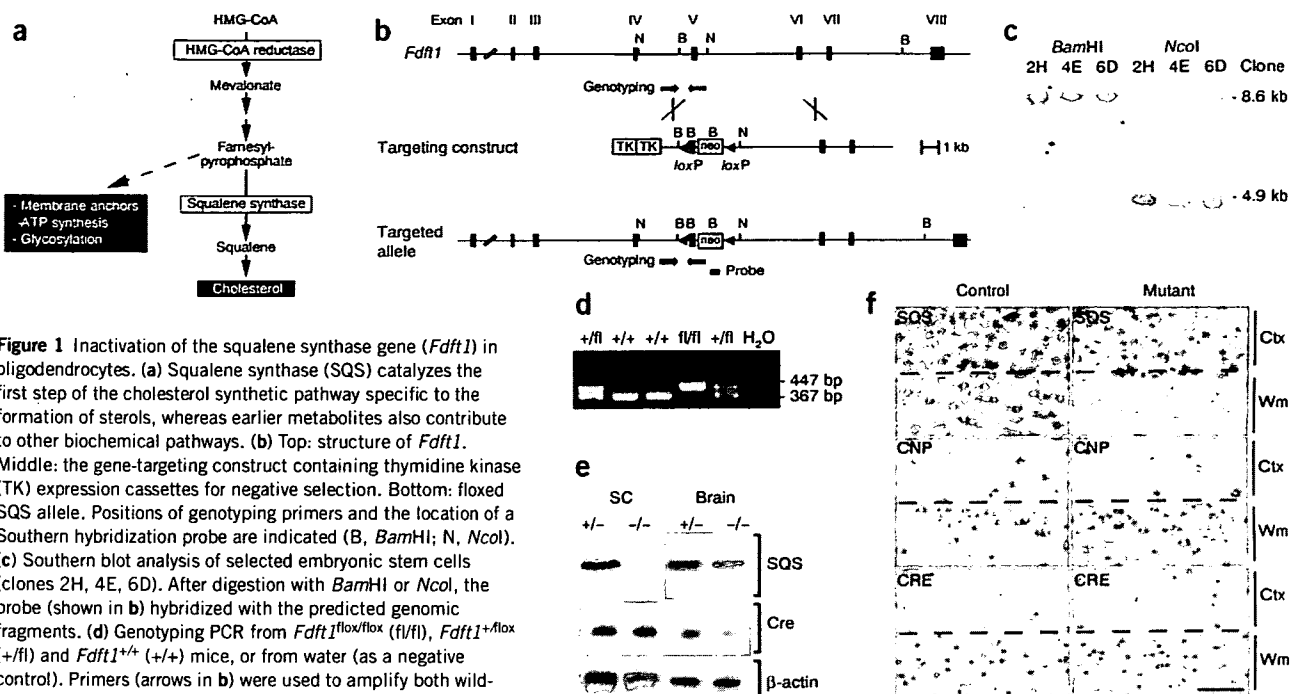 a
HMG-CoA
HMG-CoA reductase
Mevalonate
Farnesyl-
pyrophosphate
- Membrane anchors
-ATP synthesis
- Glycosylation
Squalene synthase
Squalene
Cholesterol
b
Exon I II III IV V VI VII VIII
N B N B
Fdft1
Genotyping
B B B N
Targeting construct
TK TK neo
loxP loxP
1 kb
N B B B N B
Targeted
allele
neo
Genotyping
Probe
c
BamHI NcoI
2H 4E 6D 2H 4E 6D Clone
- 8.6 kb
- 4.9 kb
d
+/fl +/+ +/+ fl/fl +/fl H2O
- 447 bp
- 367 bp
e
SC Brain
+/– –/– +/– –/–
SQS
Cre
β-actin
f
Control Mutant
SQS SQS Ctx
Wm
CNP CNP Ctx
Wm
CRE CRE Ctx
Wm
Figure 1 Inactivation of the squalene synthase gene (Fdft1) in
oligodendrocytes. (a) Squalene synthase (SQS) catalyzes the
first step of the cholesterol synthetic pathway specific to the
formation of sterols, whereas earlier metabolites also contribute
to other biochemical pathways. (b) Top: structure of Fdft1.
Middle: the gene-targeting construct containing thymidine kinase
(TK) expression cassettes for negative selection. Bottom: floxed
SQS allele. Positions of genotyping primers and the location of a
Southern hybridization probe are indicated (B, BamHI; N, NcoI).
(c) Southern blot analysis of selected embryonic stem cells
(clones 2H, 4E, 6D). After digestion with BamHI or NcoI, the
probe (shown in b) hybridized with the predicted genomic
fragments. (d) Genotyping PCR from Fdft1flox/flox (fl/fl), Fdft1+/flox
(+/fl) and Fdft1+/+ (+/+) mice, or from water (as a negative
control). Primers (arrows in b) were used to amplify both wild-